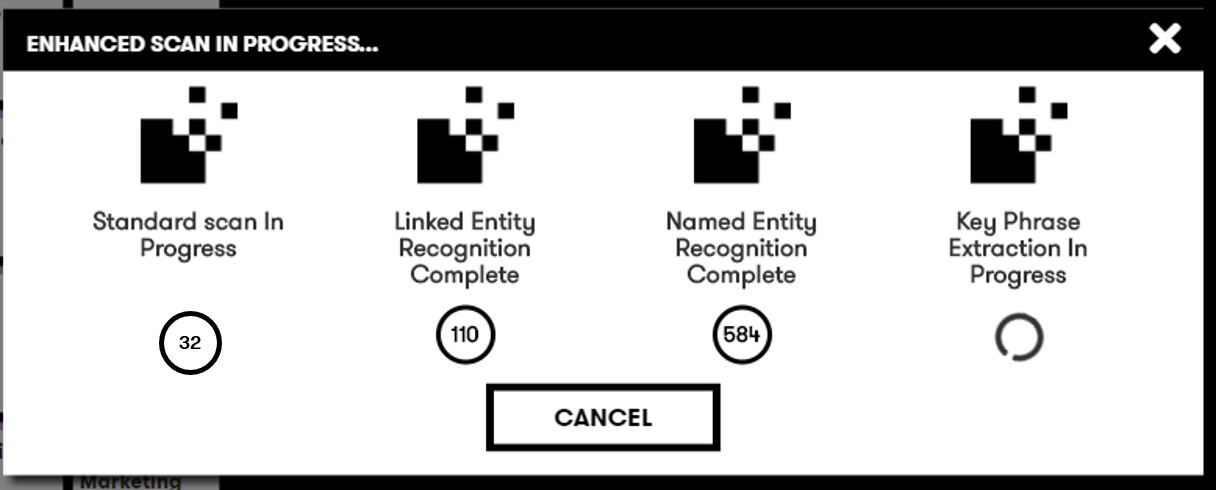 ENHANCED SCAN IN PROGRESS...
Standard scan In
Progress
32
Linked Entity
Recognition
Complete
110
Named Entity
Recognition
Complete
584
Key Phrase
Extraction In
Progress
CANCEL
Marketing